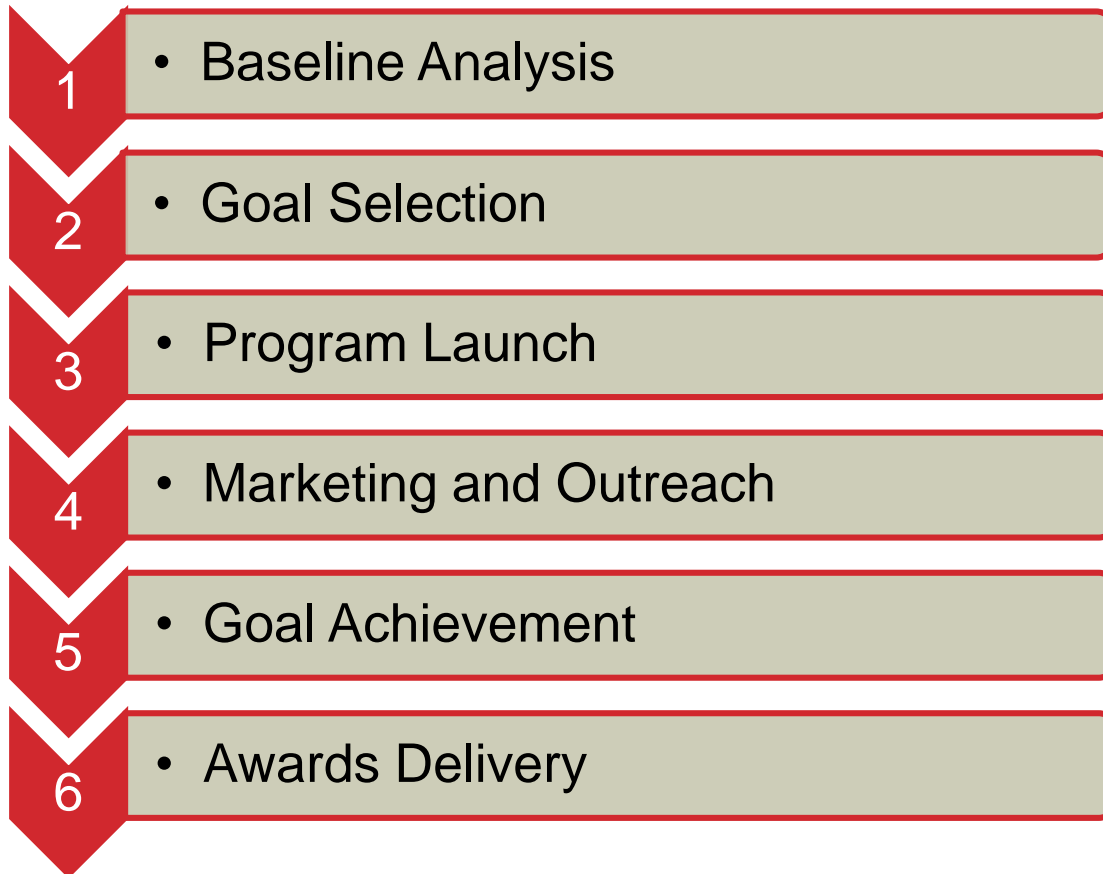 1
• Baseline Analysis
2
• Goal Selection
3
• Program Launch
4
• Marketing and Outreach
5
• Goal Achievement
6
• Awards Delivery